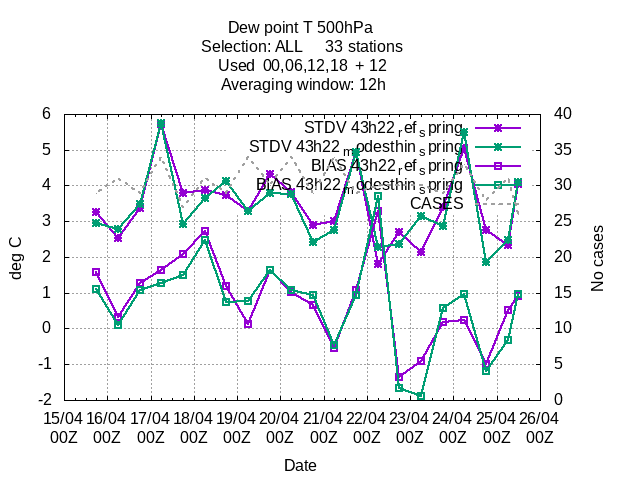 Dew point T 500hPa
Selection: ALL 33 stations
Used 00,06,12,18 + 12
Averaging window: 12h
STDV 43h22refspring
STDV 43h22modesthinspring
BIAS 43h22refspring
BIAS 43h22modesthinspring
CASES
6
5
4
3
2
1
0
-1
-2
deg C
40
35
30
25
20
15
10
5
0
No cases
15/04 16/04 17/04 18/04 19/04 20/04 21/04 22/04 23/04 24/04 25/04 26/04
00Z 00Z 00Z 00Z 00Z 00Z 00Z 00Z 00Z 00Z 00Z 00Z
Date